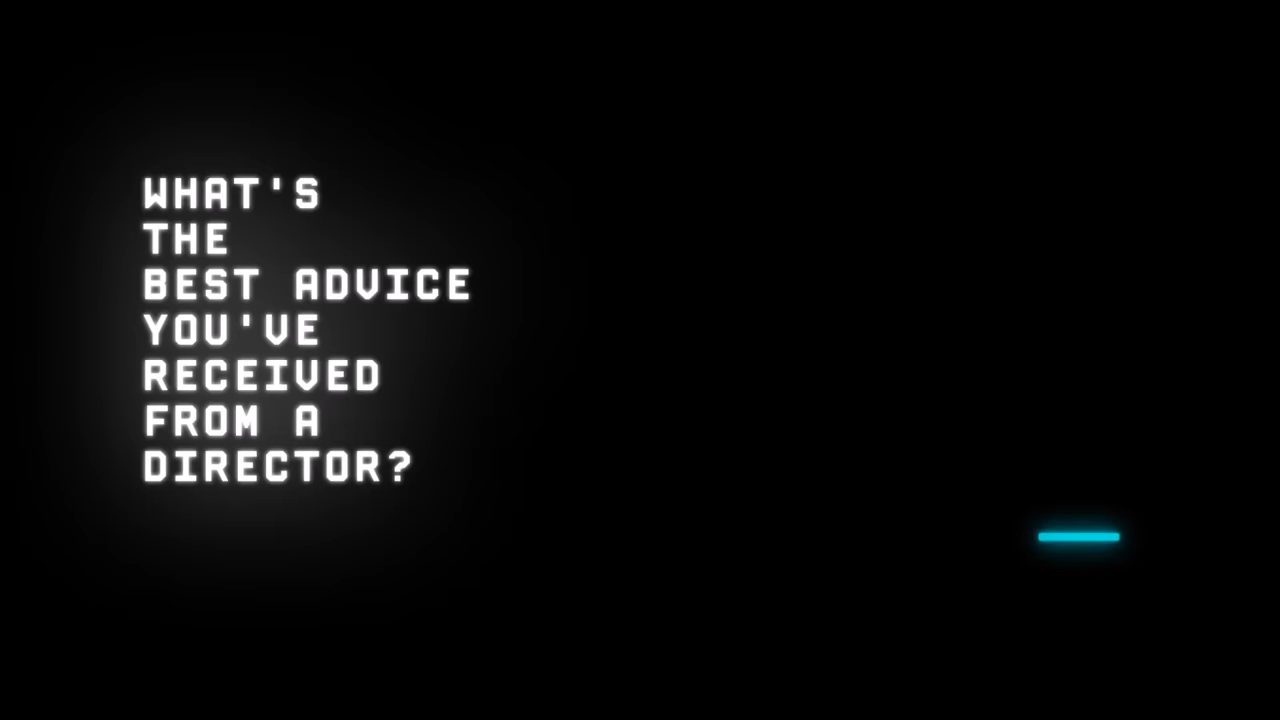 WHAT'S
THE
BEST ADVICE
YOU'VE
RECEIVED
FROM A
DIRECTOR?